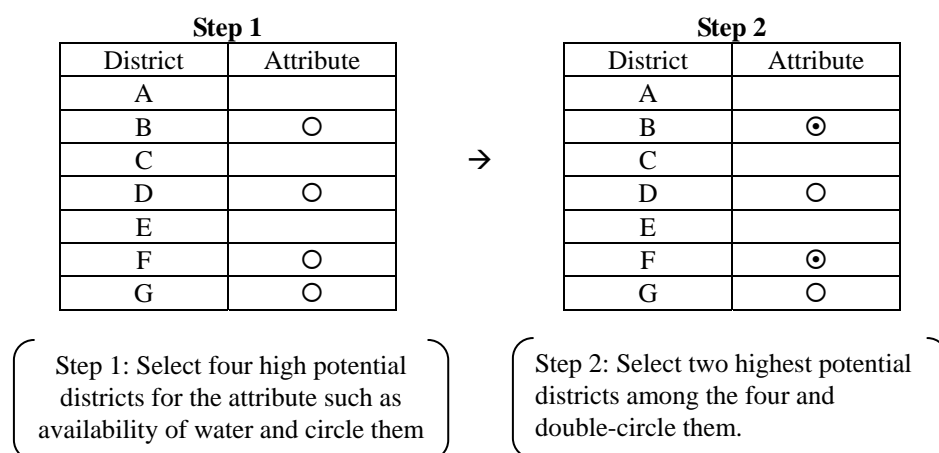 Step 1
District Attribute
A
B ○
C
D ○
E
F ○
G ○
→
Step 2
District Attribute
A
B ⊙
C
D ○
E
F ⊙
G ○
Step 1: Select four high potential
districts for the attribute such as
availability of water and circle them
Step 2: Select two highest potential
districts among the four and
double-circle them.